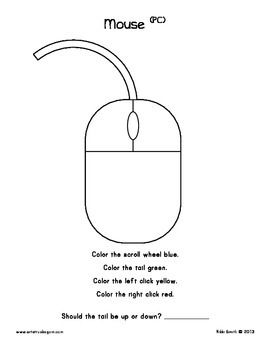 Mouse (PC)
Color the scroll wheel blue.
Color the tail green.
Color the left click yellow.
Color the right click red.
Should the tail be up or down?
© 2013